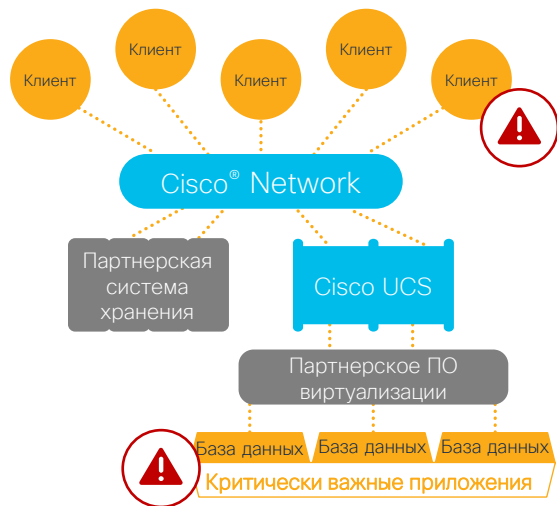 Клиент
Клиент
Клиент
Клиент
Клиент
Cisco® Network
Партнерская
система
хранения
Cisco UCS
Партнерское ПО
виртуализации
База данных
База данных
База данных
Критически важные приложения